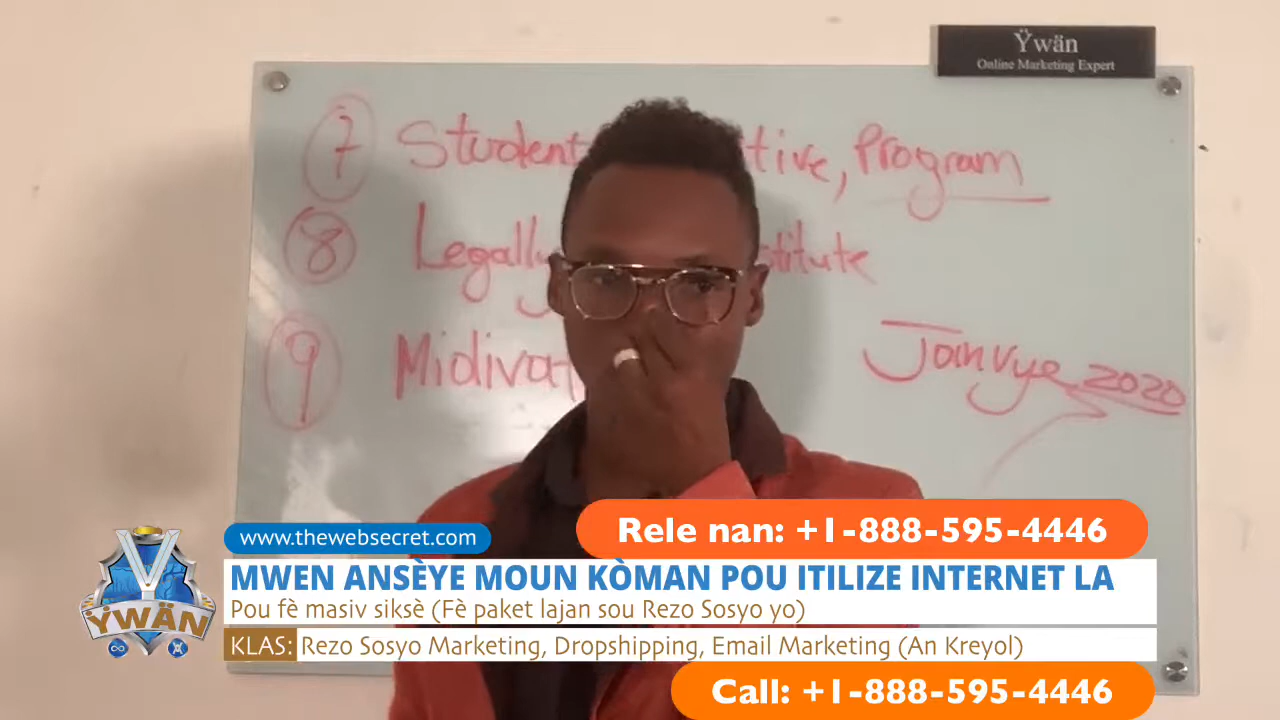 Ÿwän
Online Marketing Expert
7 Student tive, Program
8 Legally stitute
9 Midivat
Janvye 2020
www.thewebsecret.com
Rele nan: +1-888-595-4446
MWEN ANSÈYE MOUN KÒMAN POU ITILIZE INTERNET LA
Pou fè masiv siksè (Fè paket lajan sou Rezo Sosyo yo)
KLAS: Rezo Sosyo Marketing, Dropshipping, Email Marketing (An Kreyol)
Call: +1-888-595-4446
ŸWÄN